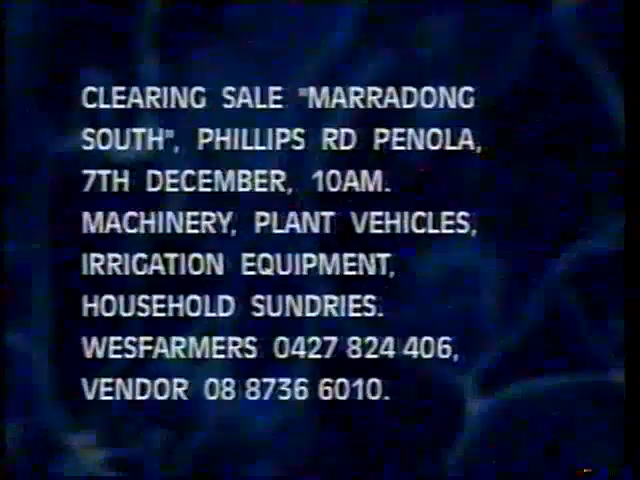 CLEARING SALE "MARRADONG
SOUTH", PHILLIPS RD PENOLA,
7TH DECEMBER, 10AM.
MACHINERY, PLANT VEHICLES,
IRRIGATION EQUIPMENT,
HOUSEHOLD SUNDRIES.
WESFARMERS 0427 824 406,
VENDOR 08 8736 6010.